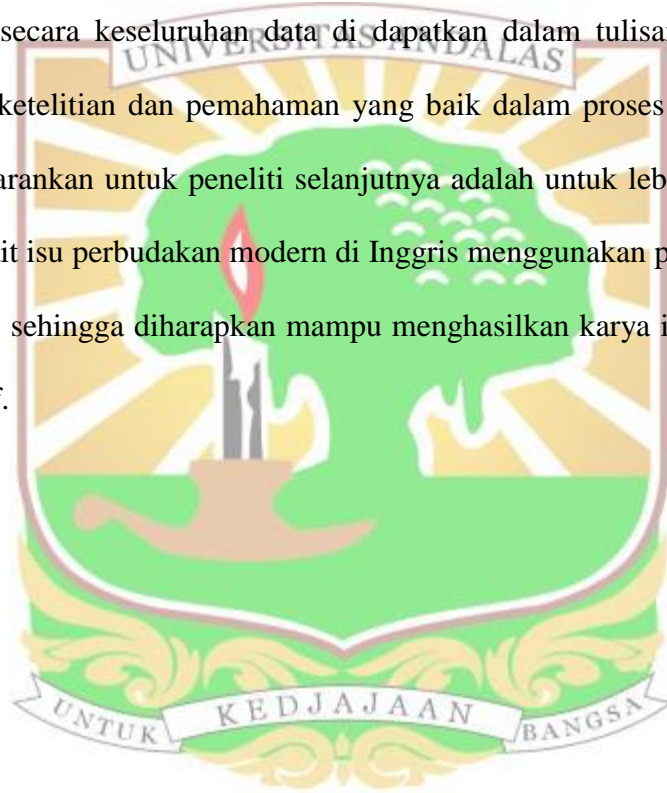 secara keseluruhan data di dapatkan dalam tulisan
UNIVERSITAS ANDALAS
ketelitian dan pemahaman yang baik dalam proses
arankan untuk peneliti selanjutnya adalah untuk leb
it isu perbudakan modern di Inggris menggunakan p
sehingga diharapkan mampu menghasilkan karya i
f.
UNTUK KEDJAJAAN BANGSA